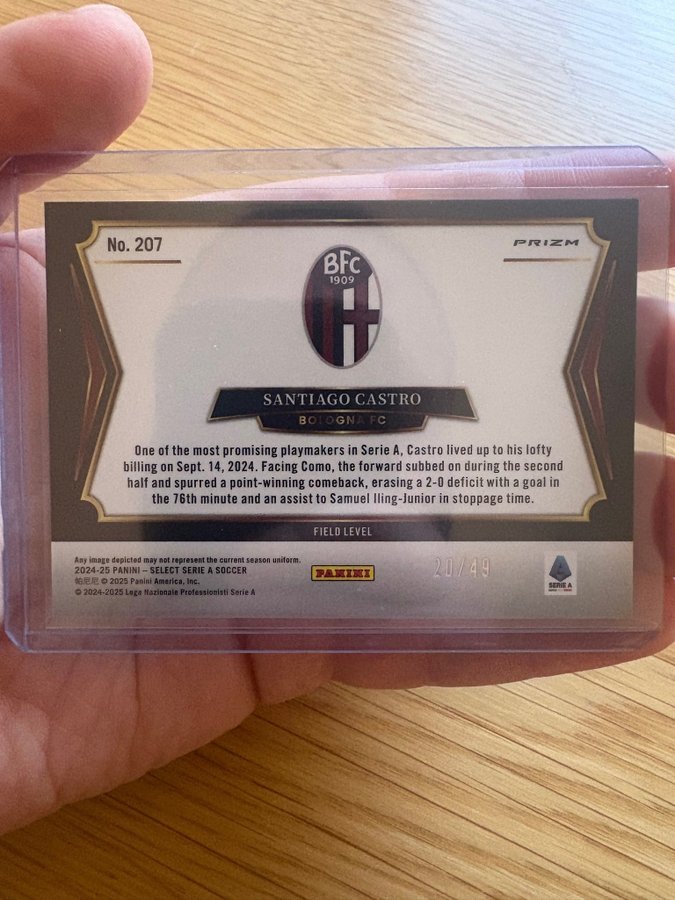 No. 207
PRIZM
BFC
1909
SANTIAGO CASTRO
BOLOGNA FC
One of the most promising playmakers in Serie A, Castro lived up to his lofty
billing on Sept. 14, 2024. Facing Como, the forward subbed on during the second
half and spurred a point-winning comeback, erasing a 2-0 deficit with a goal in
the 76th minute and an assist to Samuel Iling-Junior in stoppage time.
FIELD LEVEL
Any image depicted may not represent the current season uniform.
2024-25 PANINI – SELECT SERIE A SOCCER
帕尼尼 © 2025 Panini America, Inc.
© 2024-2025 Lega Nazionale Professionisti Serie A
PANINI
20/49
SERIE A